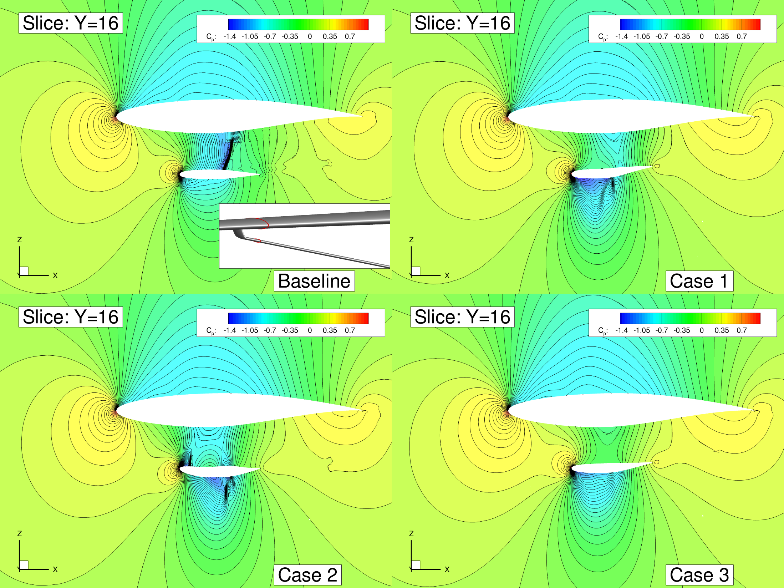 Slice: Y=16
Cp: -1.4 -1.05 -0.7 -0.35 0 0.35 0.7
Z
X
Baseline
Slice: Y=16
Cp: -1.4 -1.05 -0.7 -0.35 0 0.35 0.7
Z
X
Case 1
Slice: Y=16
Cp: -1.4 -1.05 -0.7 -0.35 0 0.35 0.7
Z
X
Case 2
Slice: Y=16
Cp: -1.4 -1.05 -0.7 -0.35 0 0.35 0.7
Z
X
Case 3